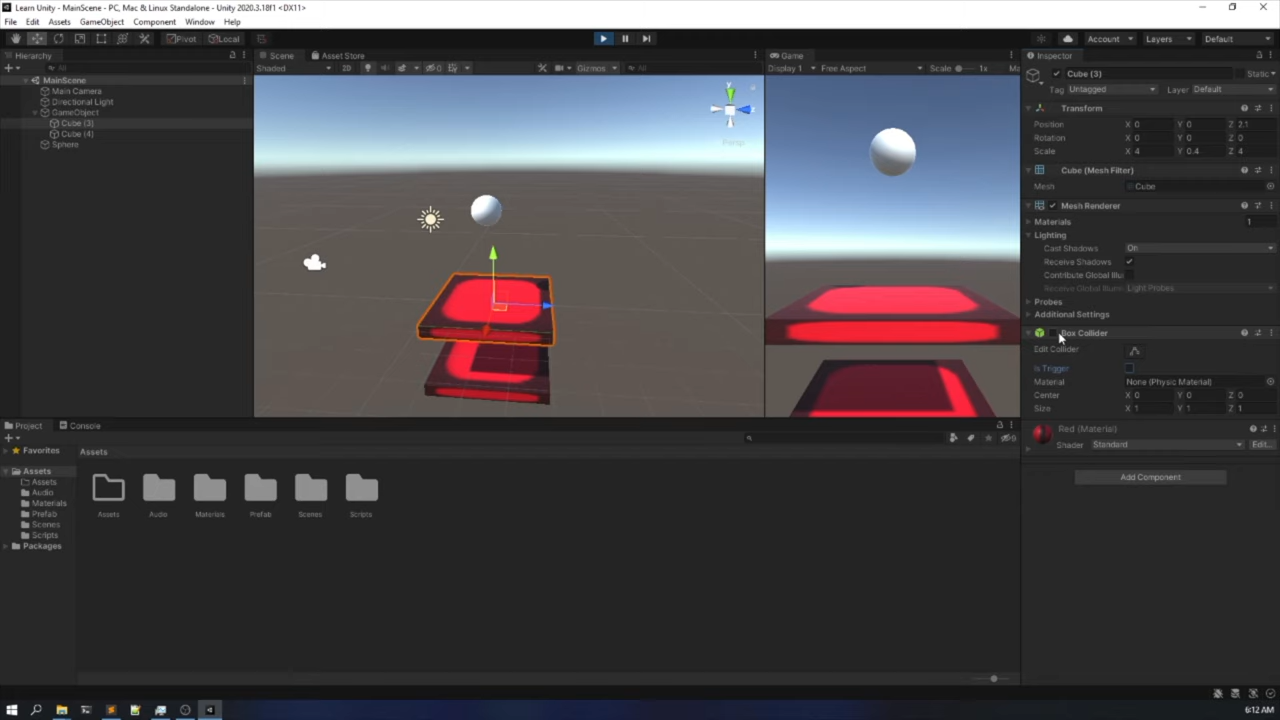 Learn Unity - MainScene - PC, Mac & Linux Standalone - Unity 2020.3.18f1 <DX11>
File Edit Assets GameObject Component Window Help
Pivot Local Account Layers Default
Hierarchy Scene Asset Store Game Inspector
All Shaded 2D 0 Gizmos All Display 1 Free Aspect Scale 1x Ma
MainScene
Main Camera
Directional Light
GameObject
Cube (3)
Cube (4)
Sphere
y
z
Persp
Cube (3) Static
Tag Untagged Layer Default
Transform
Position X 0 Y 0 Z 2.1
Rotation X 0 Y 0 Z 0
Scale X 4 Y 0.4 Z 4
Cube (Mesh Filter)
Mesh Cube
Mesh Renderer
Materials 1
Lighting
Cast Shadows On
Receive Shadows
Contribute Global Illu
Receive Global Illumi Light Probes
Probes
Additional Settings
Box Collider
Edit Collider
Is Trigger
Material None (Physic Material)
Center X 0 Y 0 Z 0
Size X 1 Y 1 Z 1
Red (Material)
Shader Standard Edit...
Add Component
Project Console
Favorites
Assets
Assets
Audio
Materials
Prefab
Scenes
Scripts
Packages
Assets
Assets Audio Materials Prefab Scenes Scripts
6:12 AM